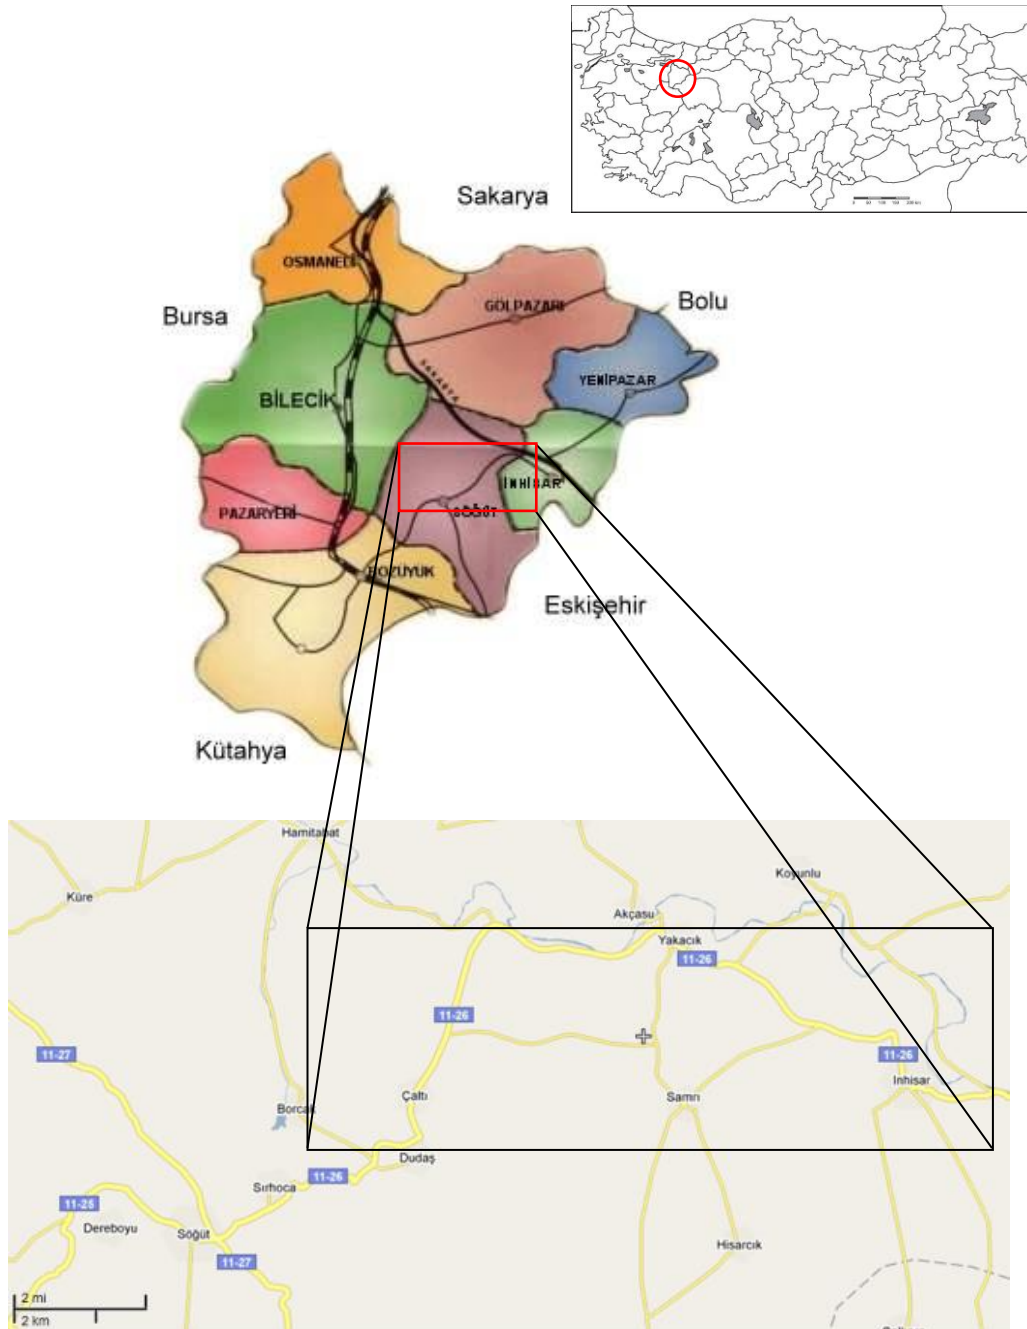 Sakarya
OSMANELİ
Bursa
GÖLPAZARI
Bolu
SAKARYA
YENİPAZAR
BİLECİK
İNHİSAR
PAZARYERİ
SÖĞÜT
BOZÜYÜK
Eskişehir
Kütahya
Hamitabat
Küre
Koyunlu
Akçasu
Yakacık
11-26
11-26
11-27
11-26
Inhisar
Çaltı
Samrı
Borcak
Dudaş
11-26
Sırhoca
11-25
Dereboyu
Söğüt
Hisarcık
11-27
2 mi
2 km